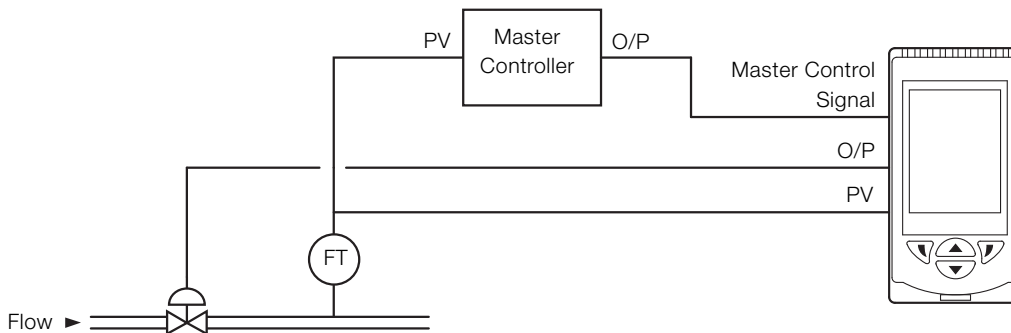 PV
Master
Controller
O/P
Master Control
Signal
O/P
PV
FT
Flow ►